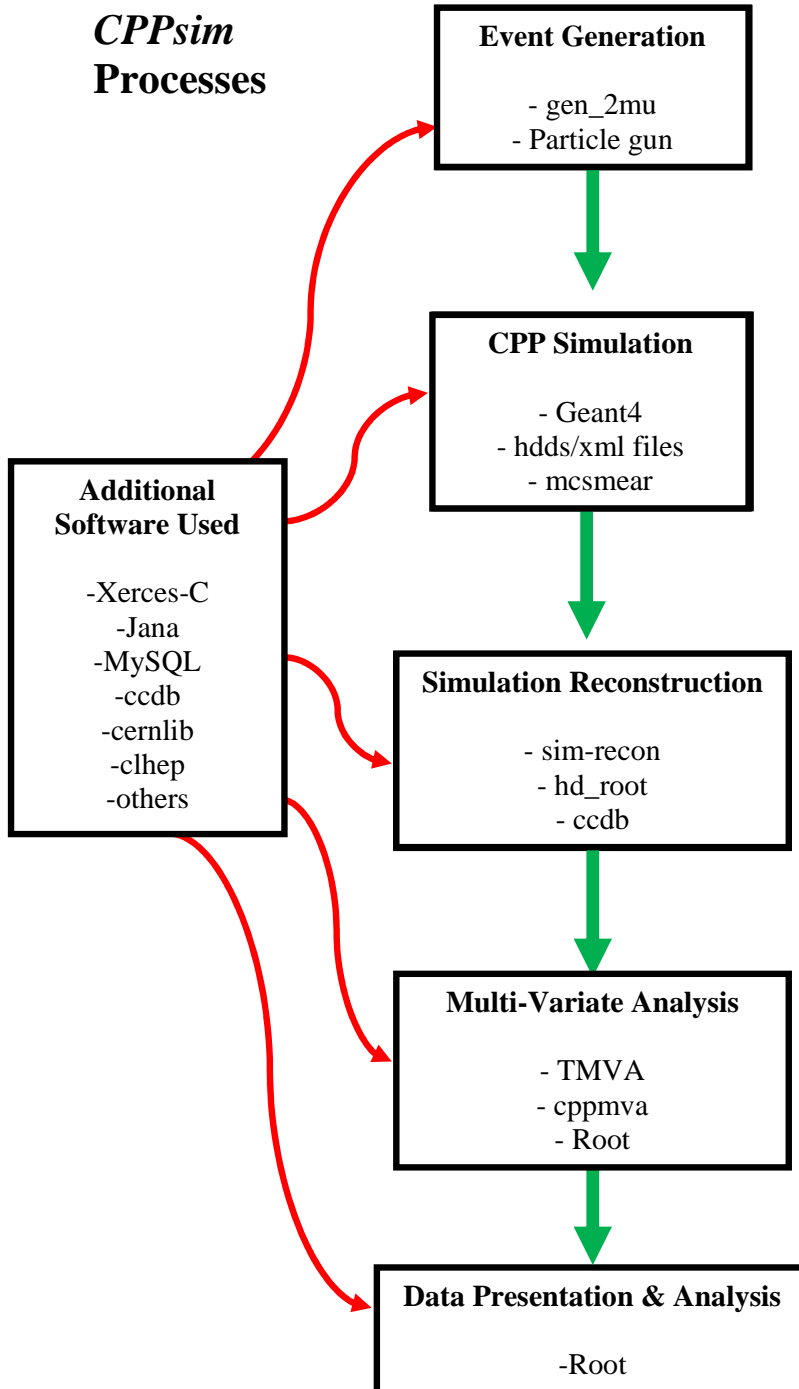 CPPsim
Processes
Event Generation
- gen_2mu
- Particle gun
CPP Simulation
- Geant4
- hdds/xml files
- mcsmear
Additional
Software Used
-Xerces-C
-Jana
-MySQL
-ccdb
-cernlib
-clhep
-others
Simulation Reconstruction
- sim-recon
- hd_root
- ccdb
Multi-Variate Analysis
- TMVA
- cppmva
- Root
Data Presentation & Analysis
-Root